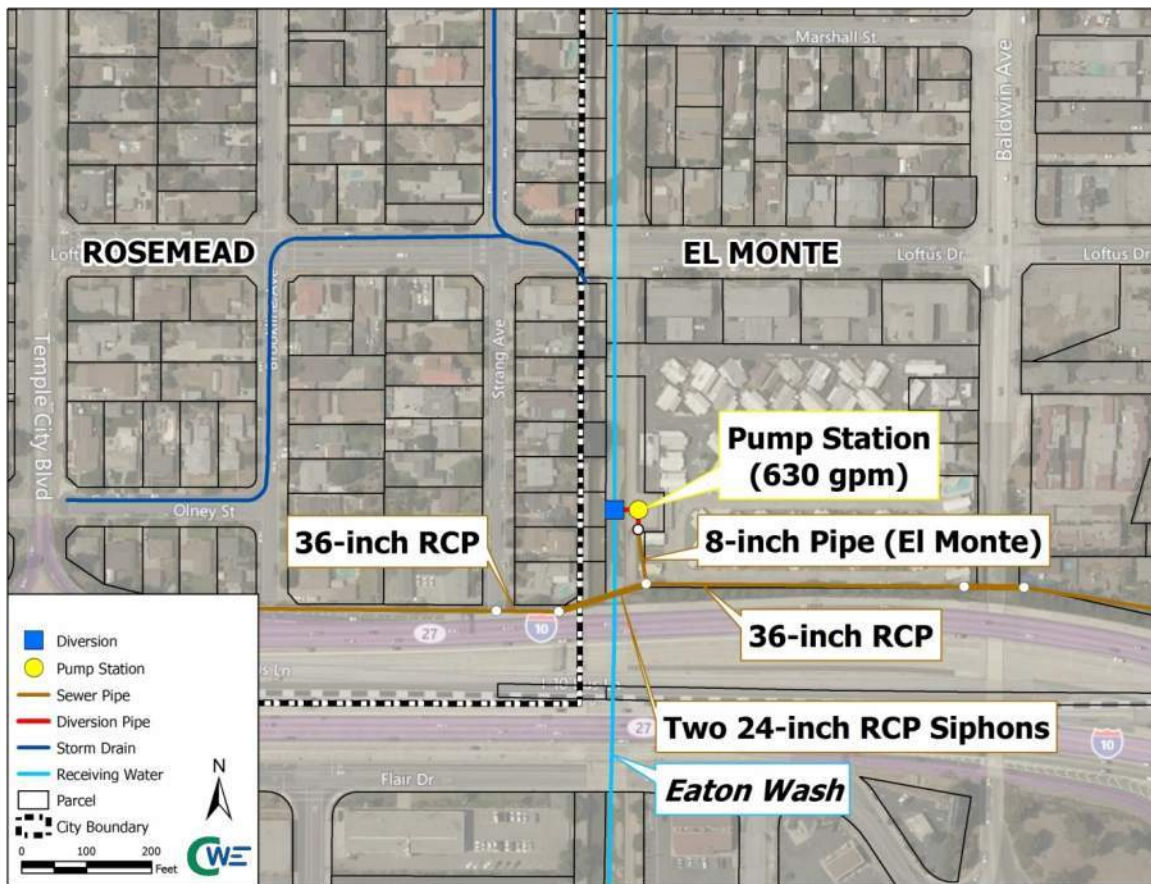 Marshall St
Baldwin Ave
ROSEMEAD
EL MONTE
Loftus Dr
Loftus Dr
Brookline Ave
Strang Ave
Temple City Blvd
Pump Station
(630 gpm)
Olney St
36-inch RCP
8-inch Pipe (El Monte)
27
10
36-inch RCP
Two 24-inch RCP Siphons
27
10
Eaton Wash
Flair Dr
Diversion
Pump Station
Sewer Pipe
Diversion Pipe
Storm Drain
Receiving Water
Parcel
City Boundary
N
0 100 200
Feet
CWE